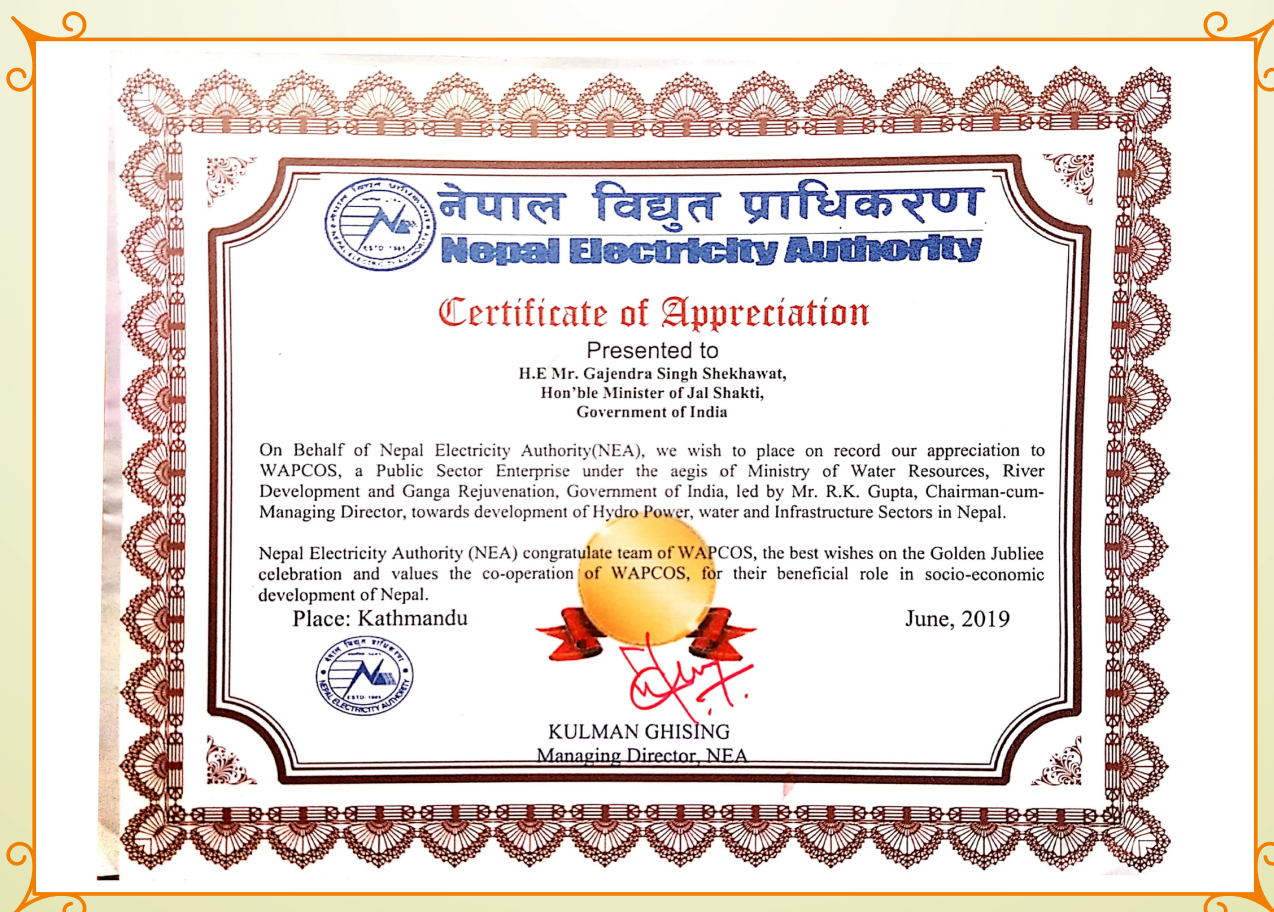 नेपाल विद्युत प्राधिकरण
Nepal Electricity Authority
Certificate of Appreciation
Presented to
H.E Mr. Gajendra Singh Shekhawat,
Hon'ble Minister of Jal Shakti,
Government of India
On Behalf of Nepal Electricity Authority(NEA), we wish to place on record our appreciation to
WAPCOS, a Public Sector Enterprise under the aegis of Ministry of Water Resources, River
Development and Ganga Rejuvenation, Government of India, led by Mr. R.K. Gupta, Chairman-cum-
Managing Director, towards development of Hydro Power, water and Infrastructure Sectors in Nepal.
Nepal Electricity Authority (NEA) congratulate team of WAPCOS, the best wishes on the Golden Jubliee
celebration and values the co-operation of WAPCOS, for their beneficial role in socio-economic
development of Nepal.
Place: Kathmandu
June, 2019
नेपाल विद्युत प्राधिकरण
ESTD 1985
NEPAL ELECTRICITY AUTHORITY
KULMAN GHISING
Managing Director, NEA